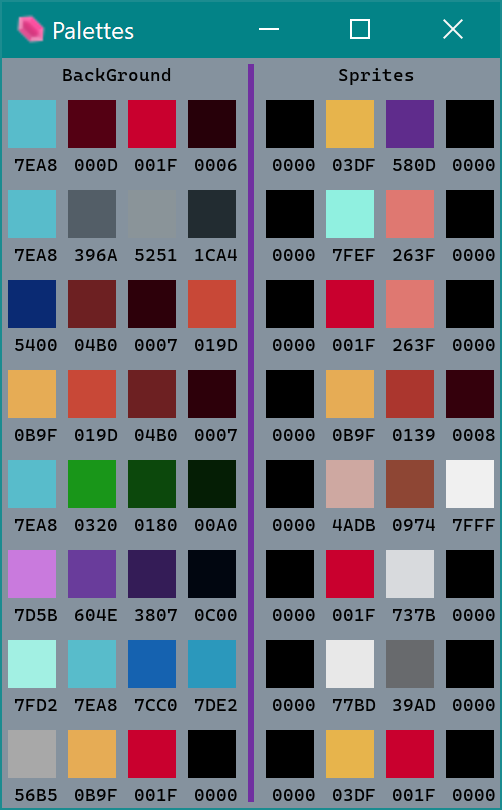 Palettes
BackGround Sprites
7EA8 000D 001F 0006 0000 03DF 580D 0000
7EA8 396A 5251 1CA4 0000 7FEF 263F 0000
5400 04B0 0007 019D 0000 001F 263F 0000
0B9F 019D 04B0 0007 0000 0B9F 0139 0008
7EA8 0320 0180 00A0 0000 4ADB 0974 7FFF
7D5B 604E 3807 0C00 0000 001F 737B 0000
7FD2 7EA8 7CC0 7DE2 0000 77BD 39AD 0000
56B5 0B9F 001F 0000 0000 03DF 001F 0000